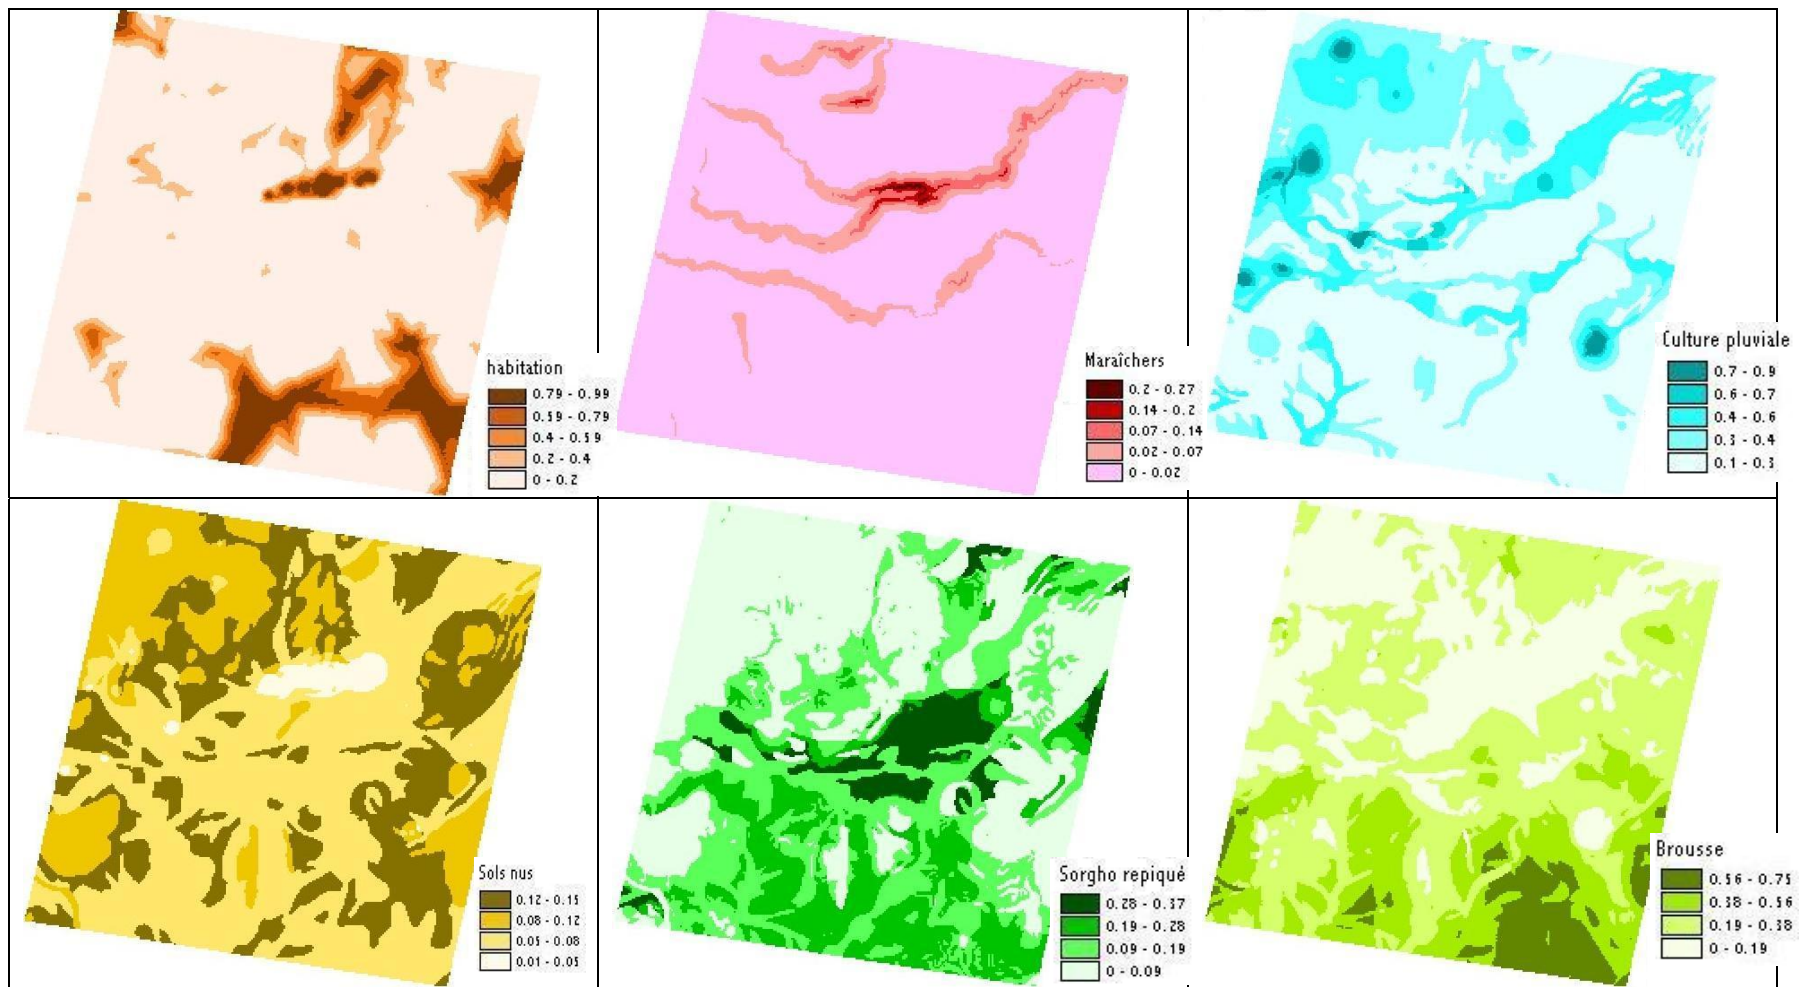 habitation
0.79 - 0.99
0.59 - 0.79
0.4 - 0.59
0.2 - 0.4
0 - 0.2
Maraîchers
0.2 - 0.27
0.14 - 0.2
0.07 - 0.14
0.02 - 0.07
0 - 0.02
Culture pluviale
0.7 - 0.9
0.6 - 0.7
0.4 - 0.6
0.3 - 0.4
0.1 - 0.3
Sols nus
0.12 - 0.15
0.08 - 0.12
0.05 - 0.08
0.01 - 0.05
Sorgho repiqué
0.28 - 0.37
0.19 - 0.28
0.09 - 0.19
0 - 0.09
Brousse
0.56 - 0.75
0.38 - 0.56
0.19 - 0.38
0 - 0.19